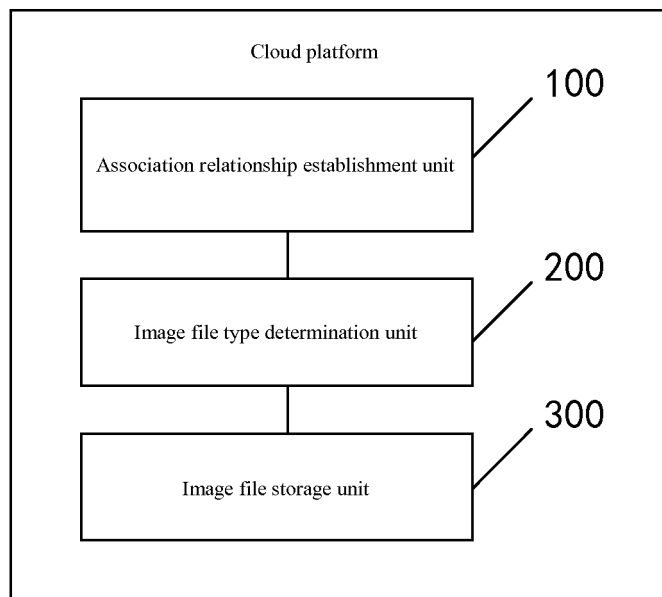 Cloud platform
100
Association relationship establishment unit
200
Image file type determination unit
300
Image file storage unit